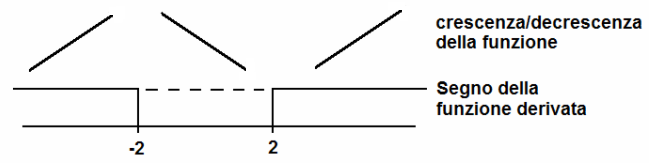 crescenza/decrescenza
della funzione
Segno della
funzione derivata
-2
2